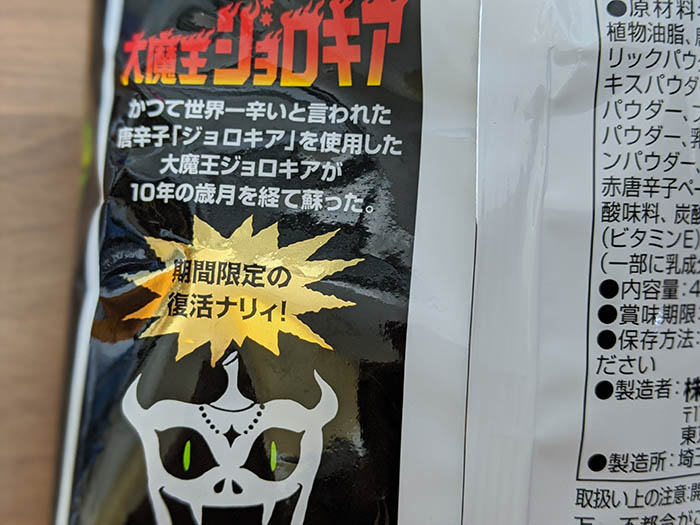 大魔王ジョロキア
かつて世界一辛いと言われた
唐辛子「ジョロキア」を使用した
大魔王ジョロキアが
10年の歳月を経て蘇った。
期間限定の
復活ナリィ!
●原材料
植物油脂、
リックパウ
キスパウダ
パウダー、
パウダー、
ンパウダー、
赤唐辛子ペ
酸味料、炭酸
(ビタミンE)
(一部に乳成
●内容量:4
●賞味期限:
●保存方法:
ださい
●製造者:株
〒1
東京
●製造所:埼玉
取扱い上の注意:開